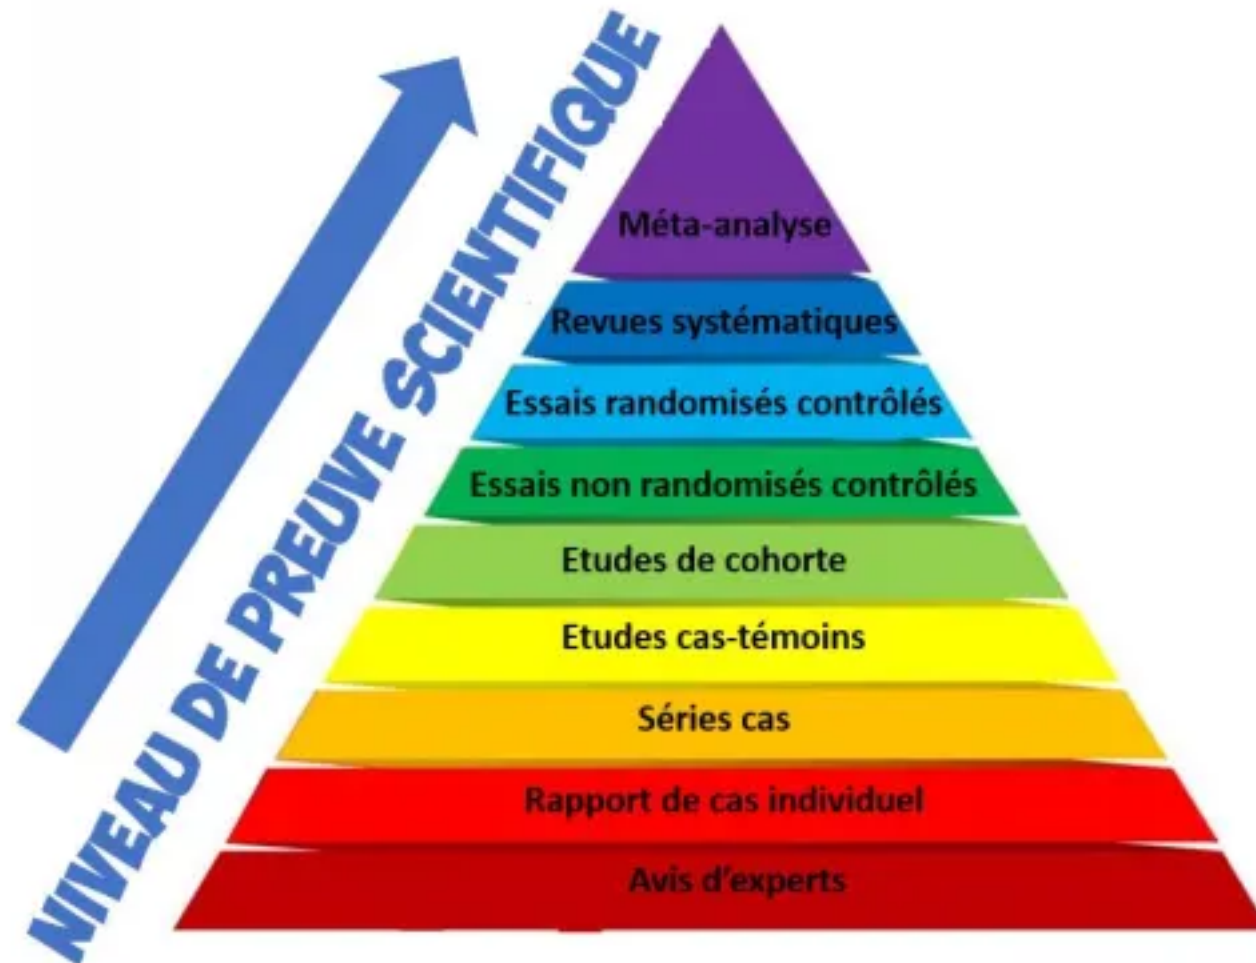 NIVEAU DE PREUVE SCIENTIFIQUE
Méta-analyse
Revues systématiques
Essais randomisés contrôlés
Essais non randomisés contrôlés
Etudes de cohorte
Etudes cas-témoins
Séries cas
Rapport de cas individuel
Avis d'experts